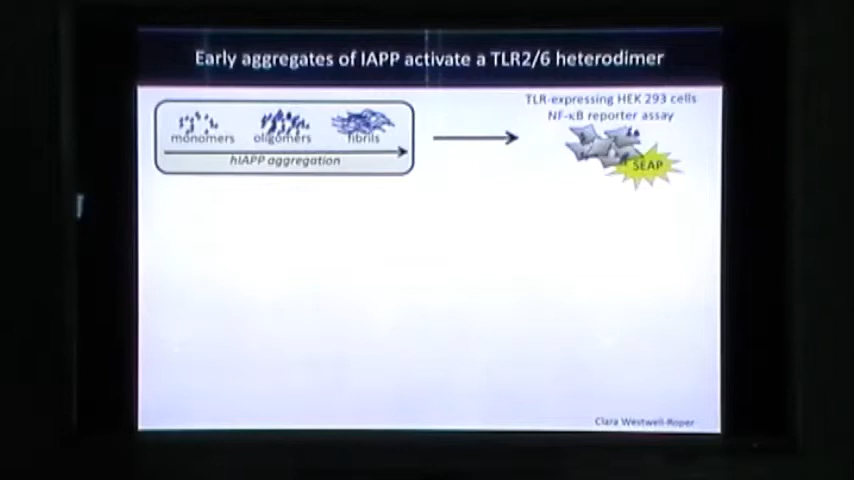 Early aggregates of IAPP activate a TLR2/6 heterodimer
TLR-expressing HEK 293 cells
NF-κB reporter assay
monomers oligomers fibrils
hIAPP aggregation
SEAP
Clara Westwell-Roper